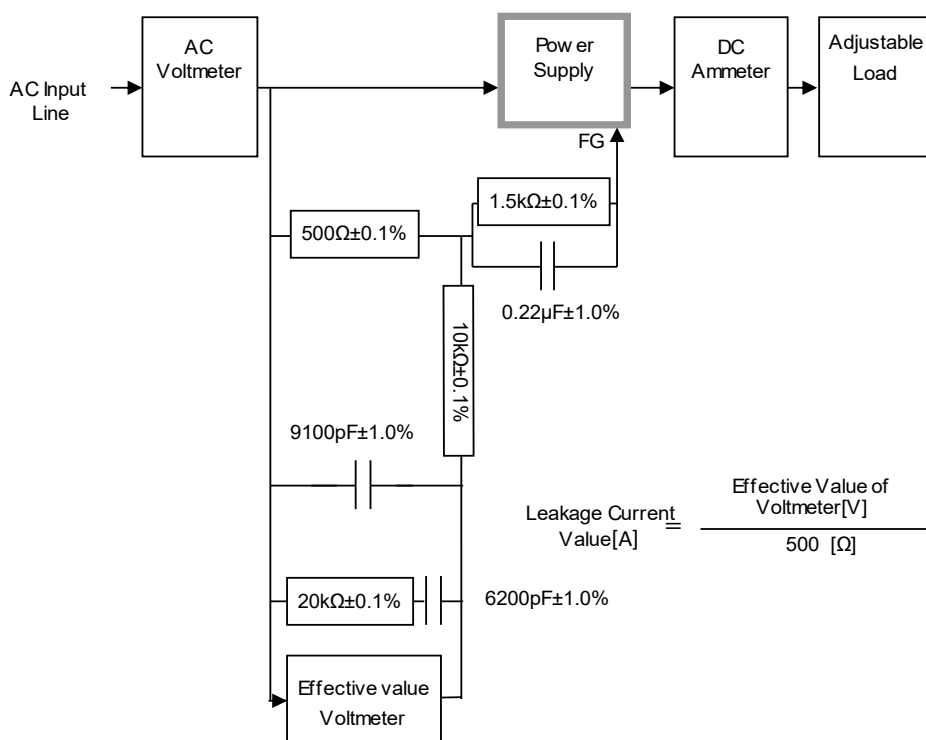 AC
Voltmeter
Power
Supply
DC
Ammeter
Adjustable
Load
AC Input
Line
FG
1.5kΩ±0.1%
500Ω±0.1%
0.22µF±1.0%
10kΩ±0.1%
9100pF±1.0%
Leakage Current
Value[A]
=
Effective Value of
Voltmeter[V]
500 [Ω]
20kΩ±0.1%
6200pF±1.0%
Effective value
Voltmeter